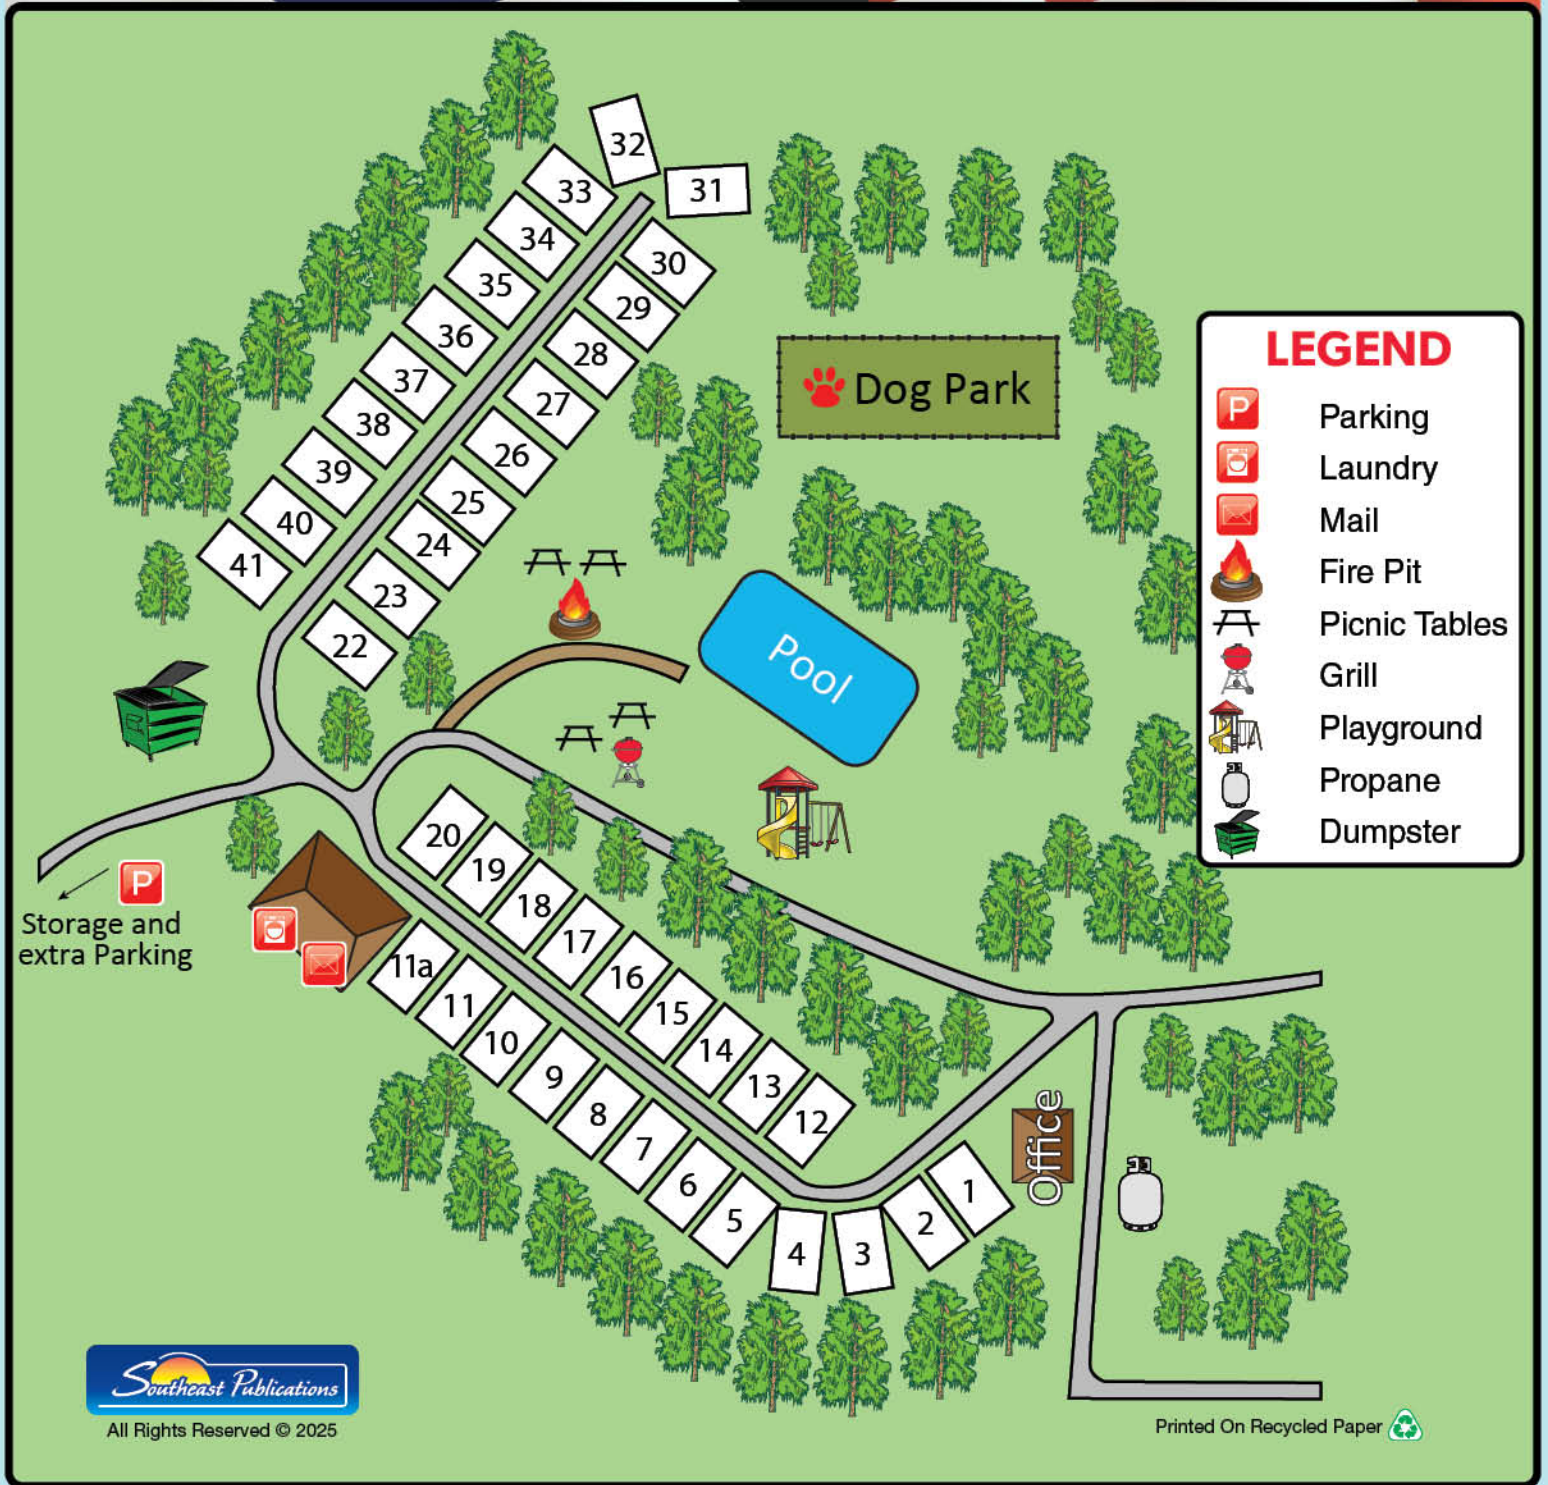 32
33
31
34
30
35
29
36
28
37
27
38
26
39
25
40
24
41
23
22
Dog Park
Pool
LEGEND
P Parking
Laundry
Mail
Fire Pit
Picnic Tables
Grill
Playground
Propane
Dumpster
P
Storage and
extra Parking
20
19
18
17
16
15
14
13
12
11a
11
10
9
8
7
6
5
4
3
2
1
Office
Southeast Publications
All Rights Reserved © 2025
Printed On Recycled Paper